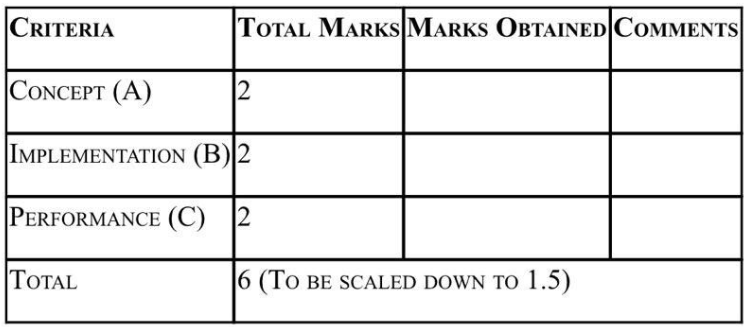 CRITERIA TOTAL MARKS MARKS OBTAINED COMMENTS
CONCEPT (A) 2
IMPLEMENTATION (B) 2
PERFORMANCE (C) 2
TOTAL 6 (TO BE SCALED DOWN TO 1.5)